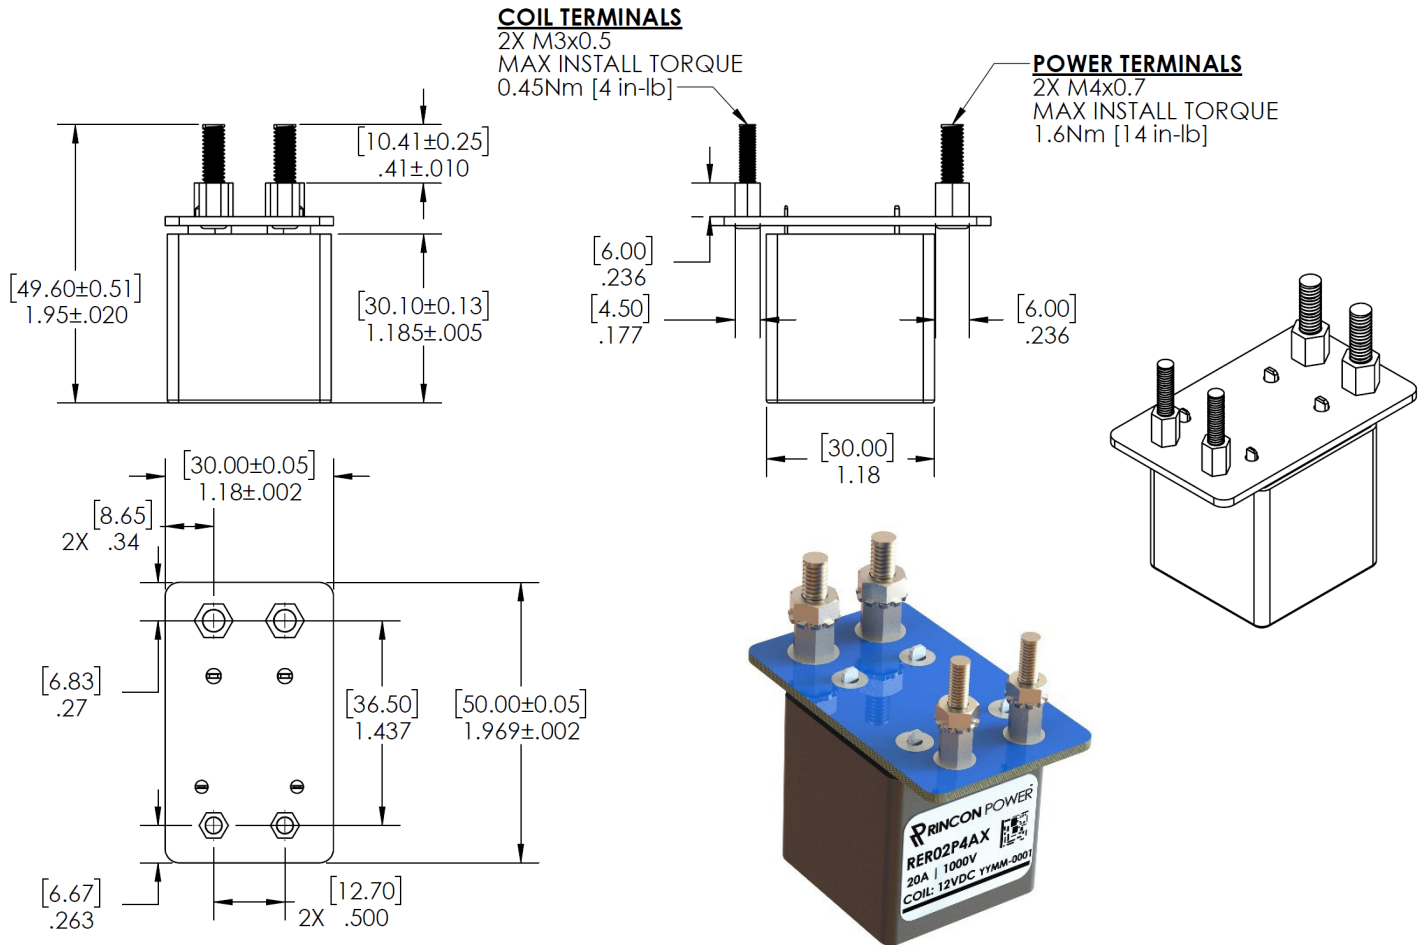 COIL TERMINALS
2X M3x0.5
MAX INSTALL TORQUE
0.45Nm [4 in-lb]
POWER TERMINALS
2X M4x0.7
MAX INSTALL TORQUE
1.6Nm [14 in-lb]
[10.41±0.25]
.41±.010
[49.60±0.51]
1.95±.020
[30.10±0.13]
1.185±.005
[6.00]
.236
[4.50]
.177
[6.00]
.236
[30.00]
1.18
[30.00±0.05]
1.18±.002
[8.65]
2X .34
[6.83]
.27
[36.50]
1.437
[50.00±0.05]
1.969±.002
[6.67]
.263
[12.70]
2X .500
RINCON POWER
RER02P4AX
20A | 1000V
COIL: 12VDC YYMM-0001